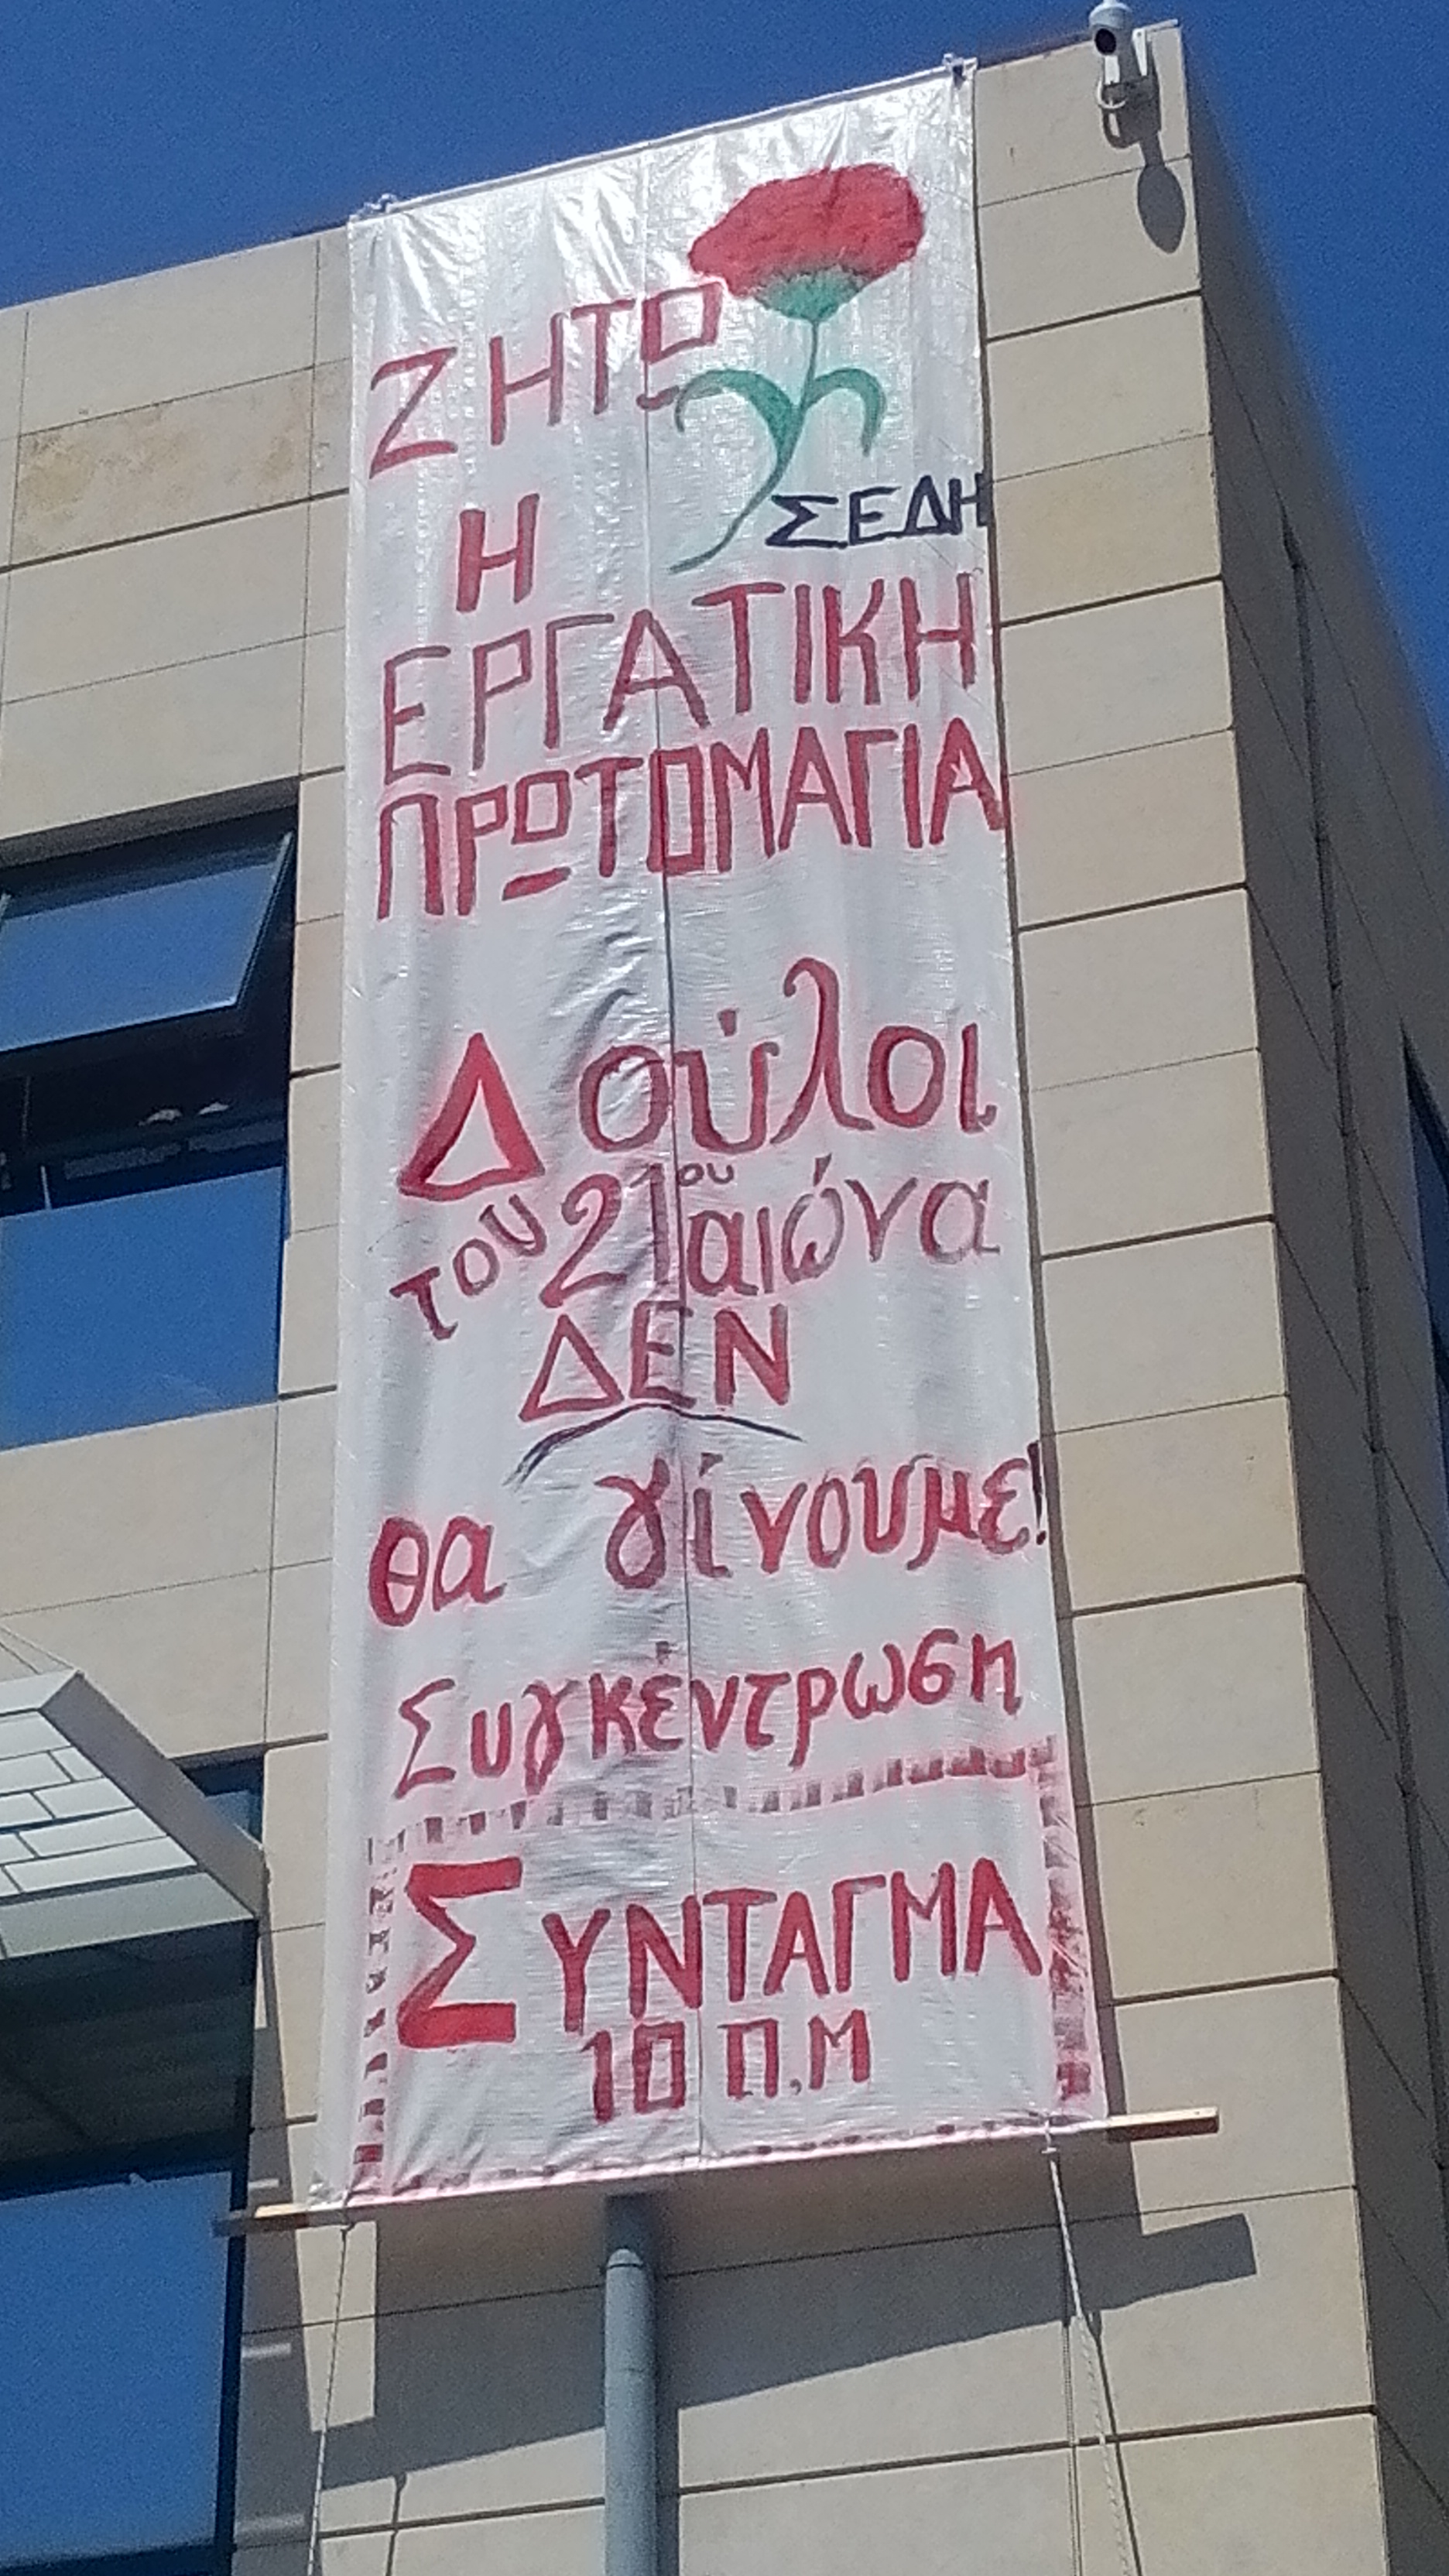 ΖΗΤΩ
ΣΕΔΗ
Η
ΕΡΓΑΤΙΚΗ
ΠΡΩΤΟΜΑΓΙΑ
Δούλοι
του 21ου αιώνα
ΔΕΝ
θα γίνουμε!
Συγκέντρωση
ΣΥΝΤΑΓΜΑ
10 Π.Μ